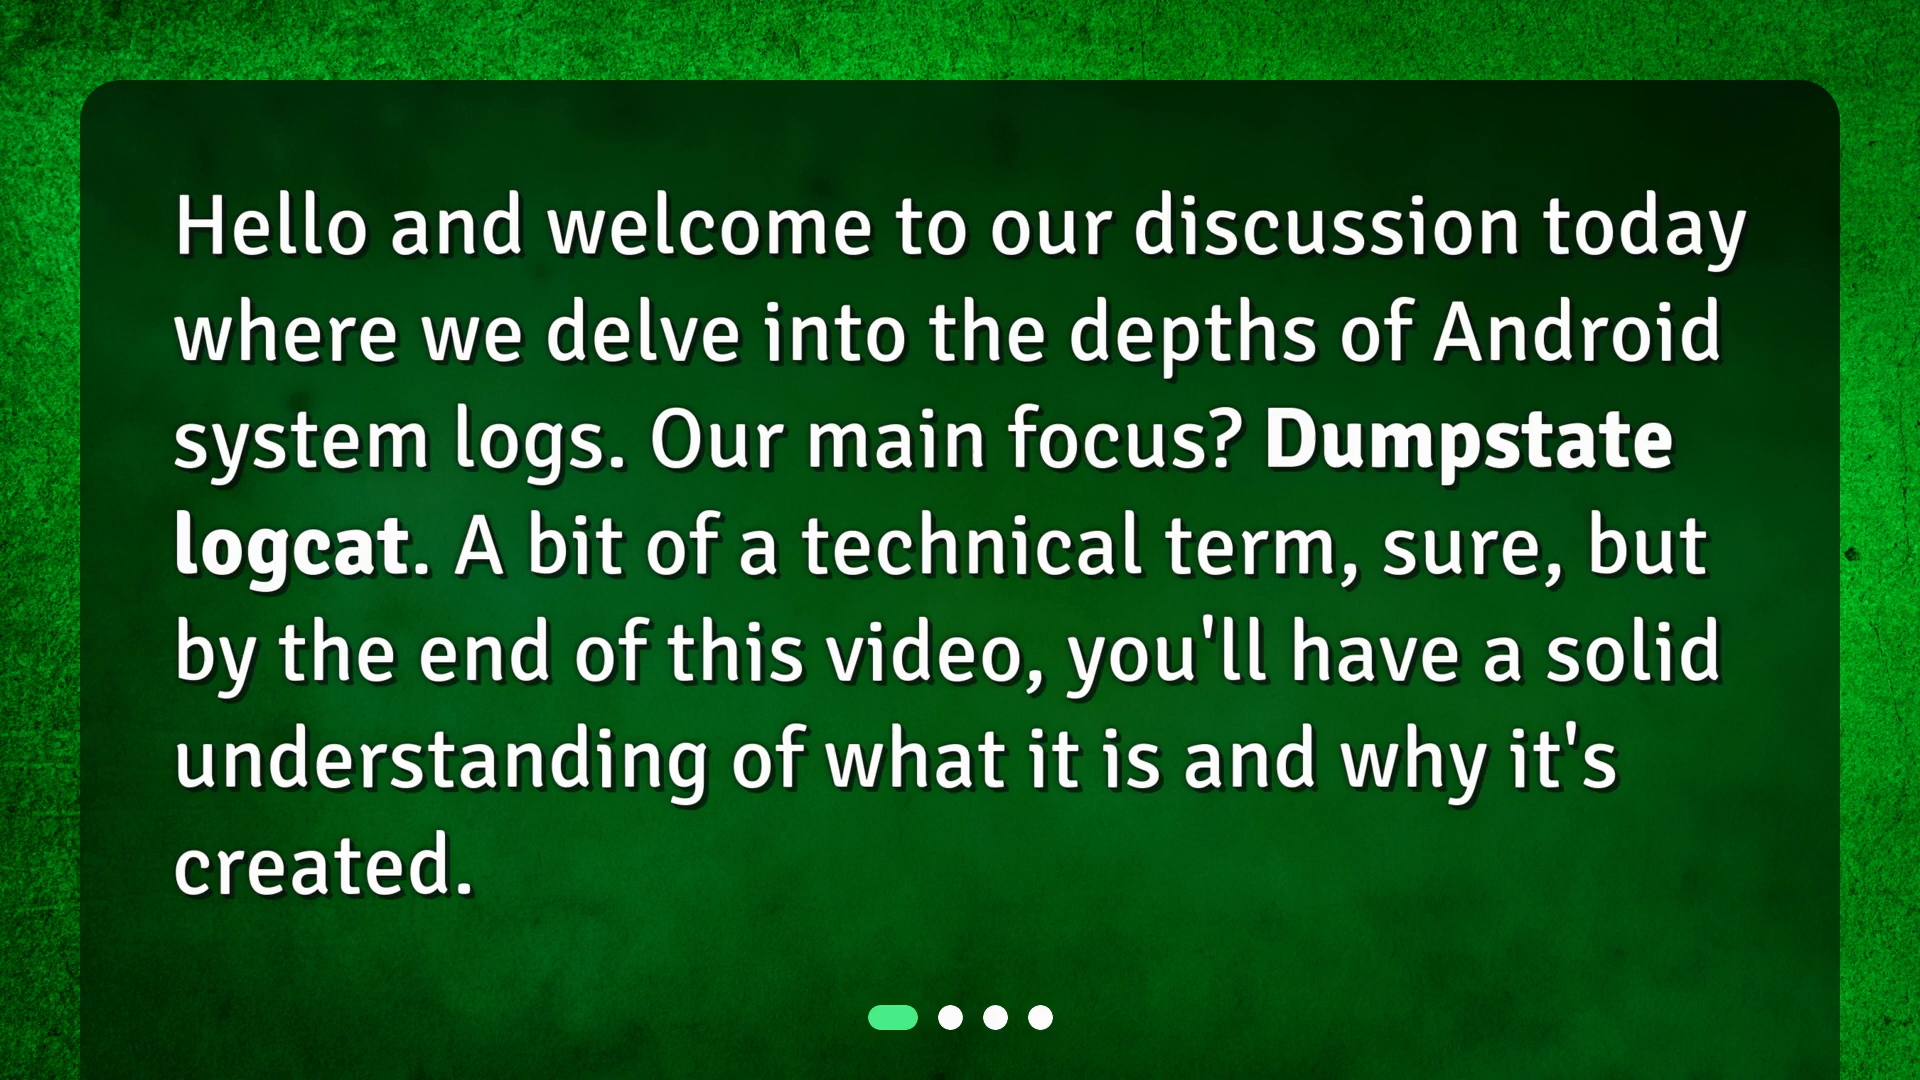 Hello and welcome to our discussion today
where we delve into the depths of Android
system logs. Our main focus? Dumpstate
logcat. A bit of a technical term, sure, but
by the end of this video, you'll have a solid
understanding of what it is and why it's
created.